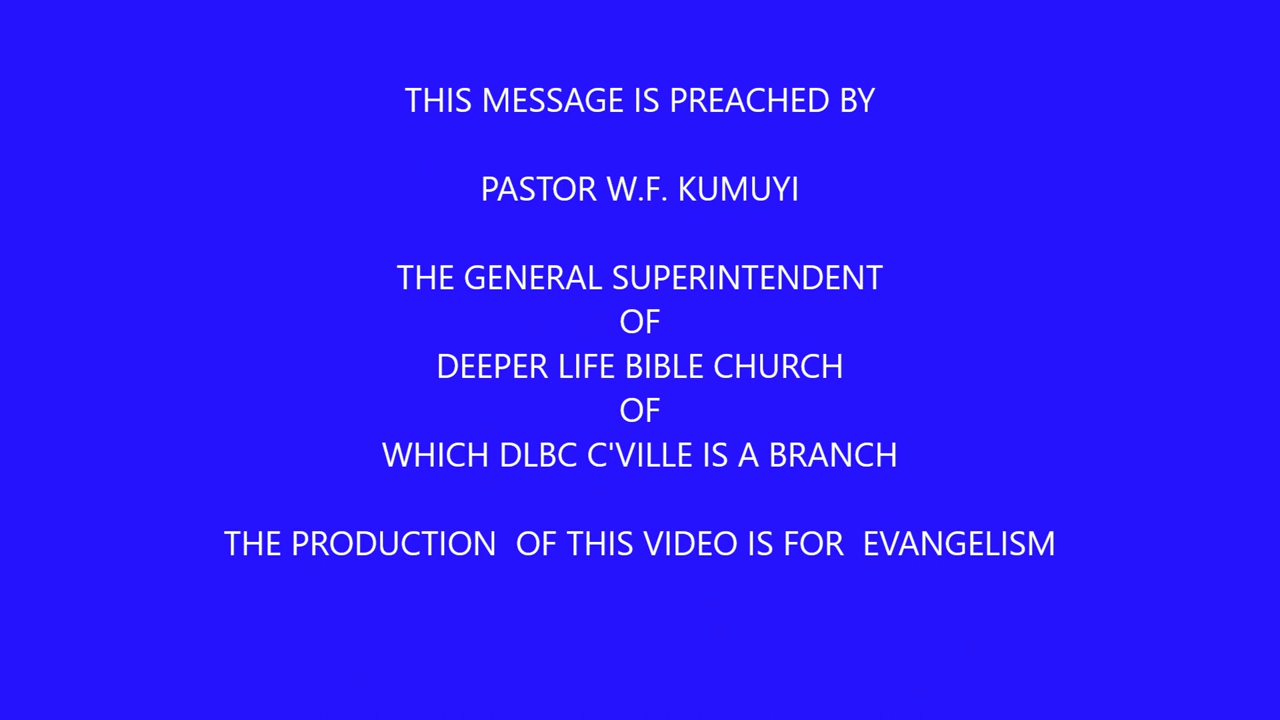 THIS MESSAGE IS PREACHED BY
PASTOR W.F. KUMUYI
THE GENERAL SUPERINTENDENT
OF
DEEPER LIFE BIBLE CHURCH
OF
WHICH DLBC C'VILLE IS A BRANCH
THE PRODUCTION  OF THIS VIDEO IS FOR  EVANGELISM